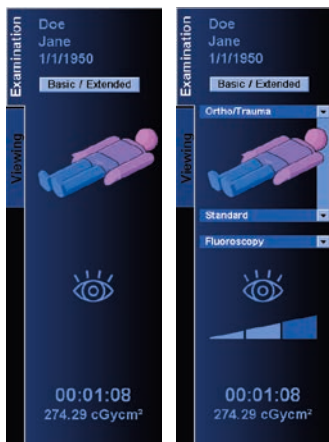 Examination
Viewing
Doe
Jane
1/1/1950
Basic / Extended
00:01:08
274.29 cGycm²
Examination
Viewing
Doe
Jane
1/1/1950
Basic / Extended
Ortho/Trauma
Standard
Fluoroscopy
00:01:08
274.29 cGycm²